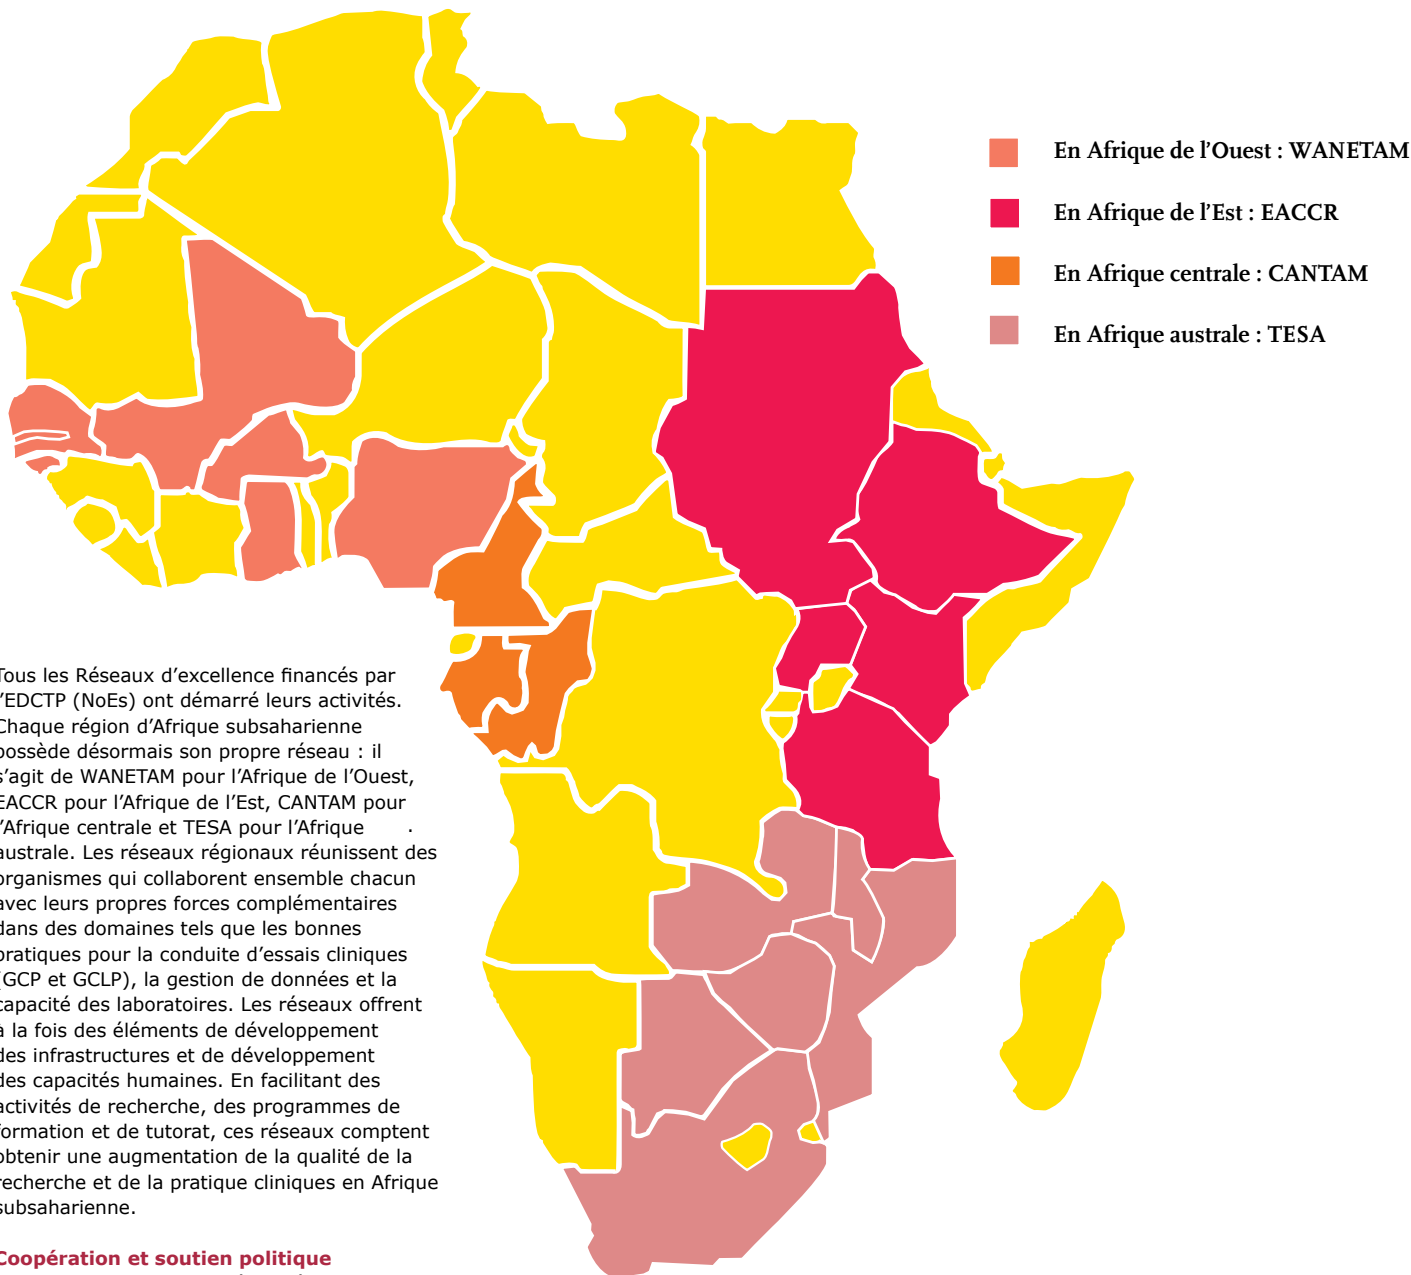 En Afrique de l'Ouest : WANETAM
En Afrique de l'Est : EACCR
En Afrique centrale : CANTAM
En Afrique australe : TESA
Tous les Réseaux d'excellence financés par
l'EDCTP (NoEs) ont démarré leurs activités.
Chaque région d'Afrique subsaharienne
possède désormais son propre réseau : il
s'agit de WANETAM pour l'Afrique de l'Ouest,
EACCR pour l'Afrique de l'Est, CANTAM pour
l'Afrique centrale et TESA pour l'Afrique .
australe. Les réseaux régionaux réunissent des
organismes qui collaborent ensemble chacun
avec leurs propres forces complémentaires
dans des domaines tels que les bonnes
pratiques pour la conduite d'essais cliniques
(GCP et GCLP), la gestion de données et la
capacité des laboratoires. Les réseaux offrent
à la fois des éléments de développement
des infrastructures et de développement
des capacités humaines. En facilitant des
activités de recherche, des programmes de
formation et de tutorat, ces réseaux comptent
obtenir une augmentation de la qualité de la
recherche et de la pratique cliniques en Afrique
subsaharienne.
Coopération et soutien politique